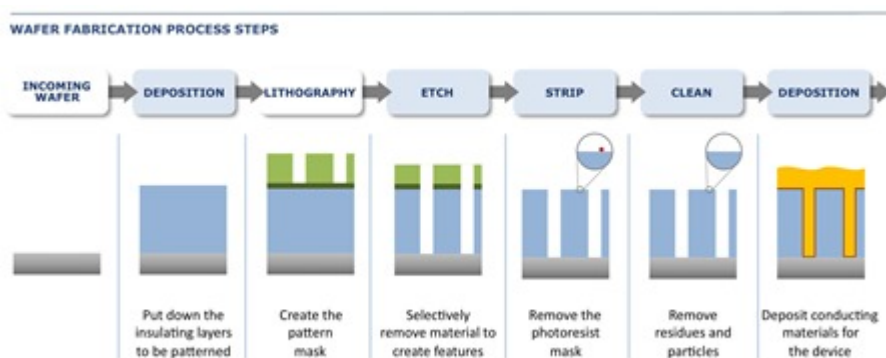 WAFER FABRICATION PROCESS STEPS
INCOMING
WAFER
DEPOSITION
LITHOGRAPHY
ETCH
STRIP
CLEAN
DEPOSITION
Put down the
insulating layers
to be patterned
Create the
pattern
mask
Selectively
remove material to
create features
Remove the
photoresist
mask
Remove
residues and
particles
Deposit conducting
materials for
the device